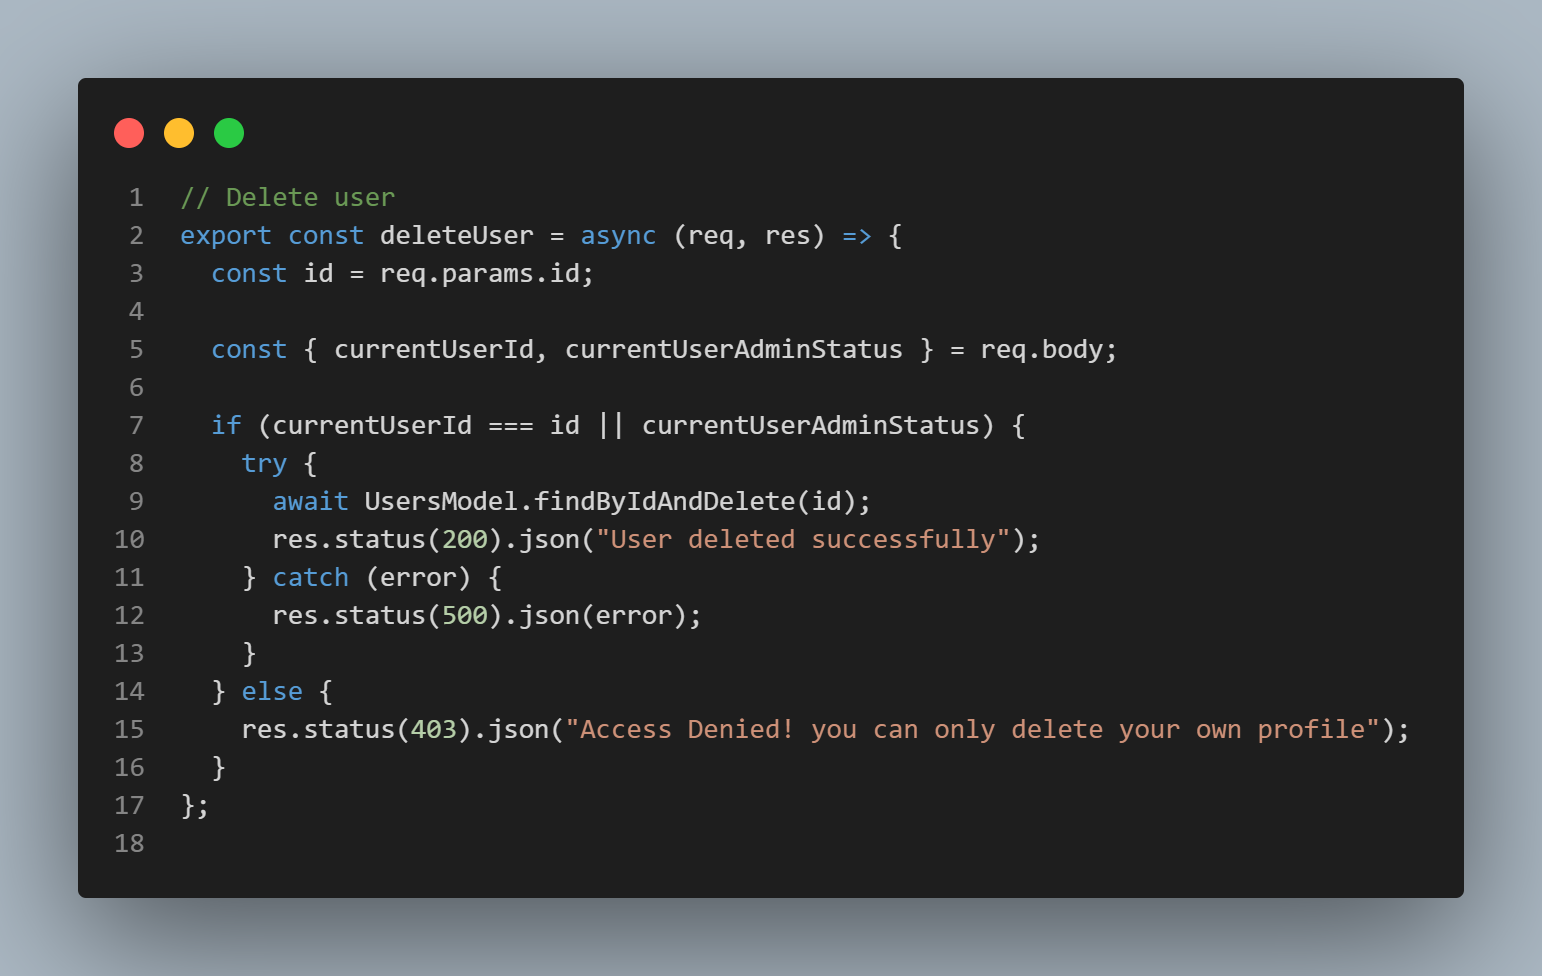 1 // Delete user
2 export const deleteUser = async (req, res) => {
3   const id = req.params.id;
4
5   const { currentUserId, currentUserAdminStatus } = req.body;
6
7   if (currentUserId === id || currentUserAdminStatus) {
8     try {
9       await UsersModel.findByIdAndDelete(id);
10       res.status(200).json("User deleted successfully");
11     } catch (error) {
12       res.status(500).json(error);
13     }
14   } else {
15     res.status(403).json("Access Denied! you can only delete your own profile");
16   }
17 };
18